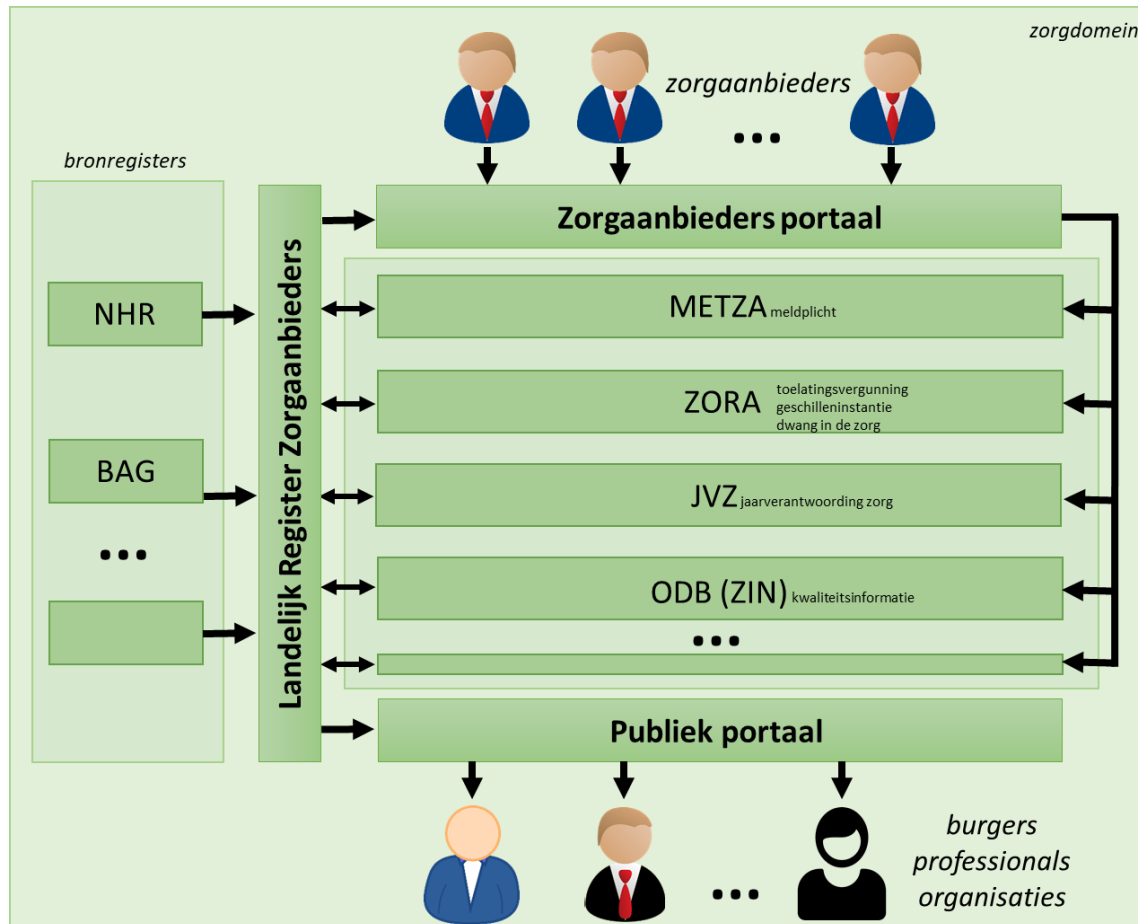 zorgdomein
zorgaanbieders
...
bronregisters
Landelijk Register Zorgaanbieders
Zorgaanbieders portaal
NHR
METZA meldplicht
ZORA toelatingsvergunning
geschilleninstantie
dwang in de zorg
BAG
JVZ jaarverantwoording zorg
...
ODB (ZIN) kwaliteitsinformatie
...
Publiek portaal
burgers
professionals
organisaties
...